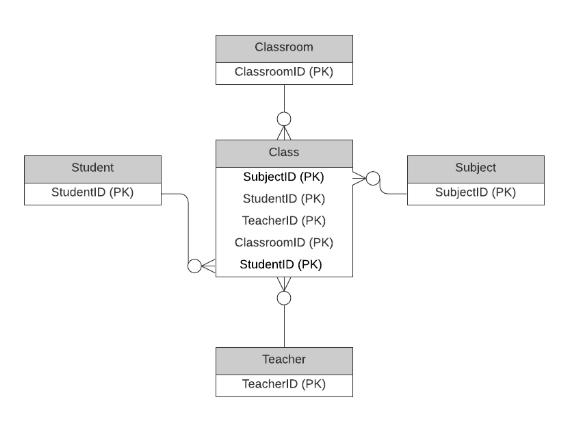 Classroom
ClassroomID (PK)
Class
SubjectID (PK)
StudentID (PK)
TeacherID (PK)
ClassroomID (PK)
StudentID (PK)
Student
StudentID (PK)
Subject
SubjectID (PK)
Teacher
TeacherID (PK)